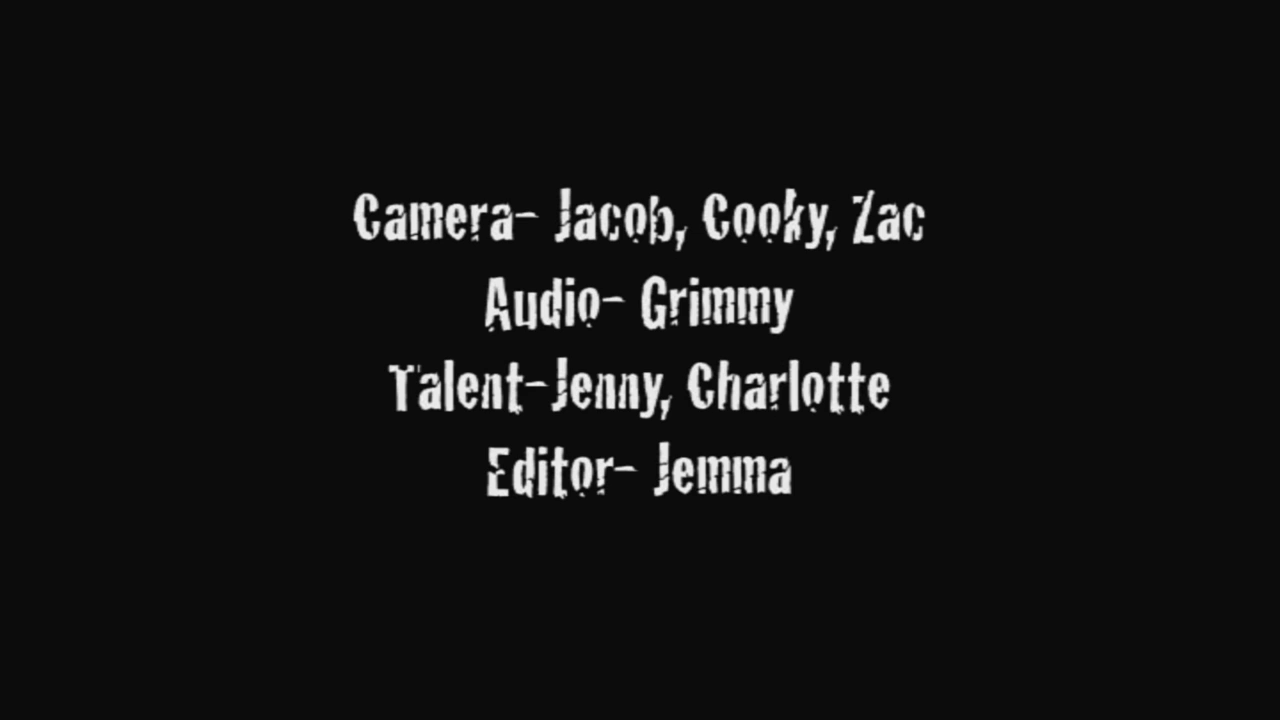 Camera- Jacob, Cooky, Zac
Audio- Grimmy
Talent-Jenny, Charlotte
Editor- Jemma